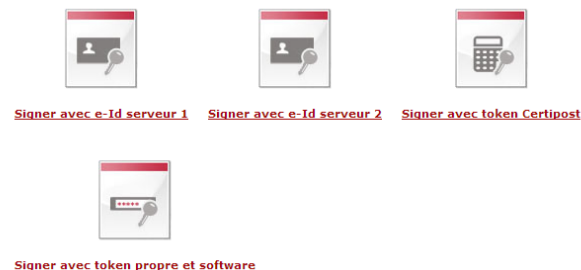 Signer avec e-Id serveur 1
Signer avec e-Id serveur 2
Signer avec token Certipost
*****
Signer avec token propre et software